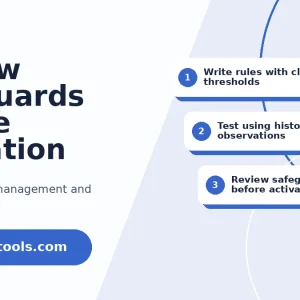 w
uards
e
ation
management and
tools.com
1
Write rules with cl
thresholds
2
Test using histo
observations
3
Review safeg
before activa